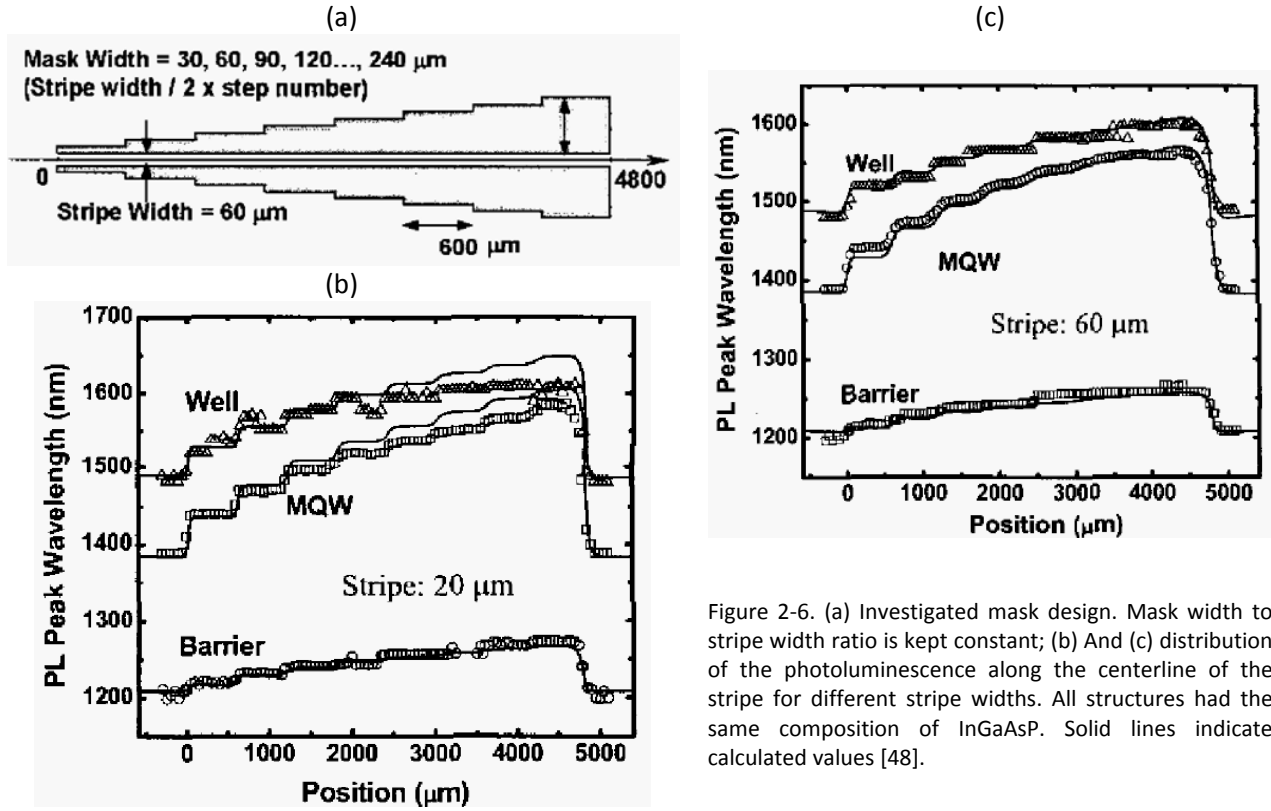 (a)
Mask Width = 30, 60, 90, 120..., 240 μm
(Stripe width / 2 x step number)
0
4800
Stripe Width = 60 μm
600 μm
(b)
PL Peak Wavelength (nm)
1700
1600
1500
1400
1300
1200
Well
MQW
Stripe: 20 μm
Barrier
0 1000 2000 3000 4000 5000
Position (μm)
(c)
PL Peak Wavelength (nm)
1600
1500
1400
1300
1200
Well
MQW
Stripe: 60 μm
Barrier
0 1000 2000 3000 4000 5000
Position (μm)
Figure 2-6. (a) Investigated mask design. Mask width to
stripe width ratio is kept constant; (b) And (c) distribution
of the photoluminescence along the centerline of the
stripe for different stripe widths. All structures had the
same composition of InGaAsP. Solid lines indicate
calculated values [48].